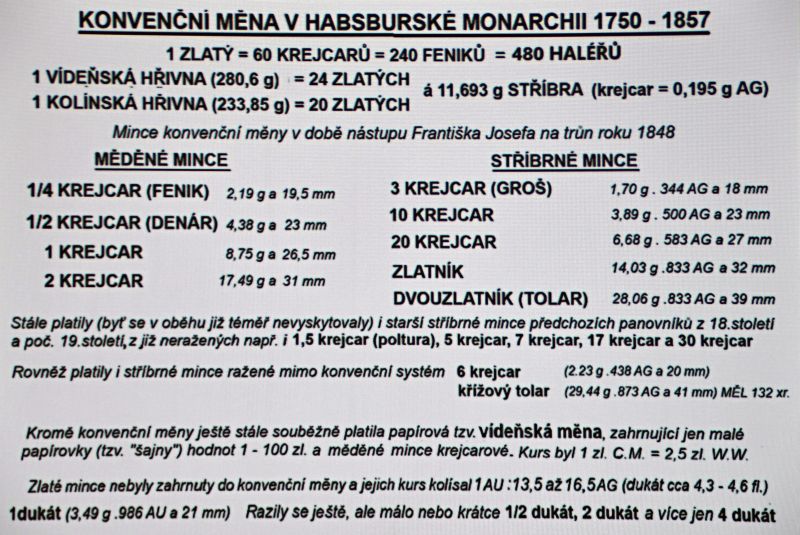 KONVENČNÍ MĚNA V HABSBURSKÉ MONARCHII 1750 - 1857
1 ZLATÝ = 60 KREJCARŮ = 240 FENIKŮ = 480 HALÉŘŮ
1 VÍDEŇSKÁ HŘIVNA (280,6 g) = 24 ZLATÝCH
1 KOLÍNSKÁ HŘIVNA (233,85 g) = 20 ZLATÝCH
á 11,693 g STŘÍBRA (krejcar = 0,195 g AG)
Mince konvenční měny v době nástupu Františka Josefa na trůn roku 1848
MĚDĚNÉ MINCE
1/4 KREJCAR (FENIK) 2,19 g a 19,5 mm
1/2 KREJCAR (DENÁR) 4,38 g a 23 mm
1 KREJCAR 8,75 g a 26,5 mm
2 KREJCAR 17,49 g a 31 mm
STŘÍBRNÉ MINCE
3 KREJCAR (GROŠ) 1,70 g . 344 AG a 18 mm
10 KREJCAR 3,89 g . 500 AG a 23 mm
20 KREJCAR 6,68 g . 583 AG a 27 mm
ZLATNÍK 14,03 g .833 AG a 32 mm
DVOUZLATNÍK (TOLAR) 28,06 g .833 AG a 39 mm
Stále platily (byť se v oběhu již téměř nevyskytovaly) i starší stříbrné mince předchozích panovníků z 18.století
a poč. 19.století, z již neražených např. i 1,5 krejcar (poltura), 5 krejcar, 7 krejcar, 17 krejcar a 30 krejcar
Rovněž platily i stříbrné mince ražené mimo konvenční systém 6 krejcar (2.23 g .438 AG a 20 mm)
křížový tolar (29,44 g .873 AG a 41 mm) MĚL 132 xr.
Kromě konvenční měny ještě stále souběžně platila papírová tzv. vídeňská měna, zahrnující jen malé
papírovky (tzv. "šajny") hodnot 1 - 100 zl. a měděné mince krejcarové. Kurs byl 1 zl. C.M. = 2,5 zl. W.W.
Zlaté mince nebyly zahrnuty do konvenční měny a jejich kurs kolísal 1AU : 13,5 až 16,5AG (dukát cca 4,3 - 4,6 fl.)
1dukát (3,49 g .986 AU a 21 mm) Razily se ještě, ale málo nebo krátce 1/2 dukát, 2 dukát a více jen 4 dukát